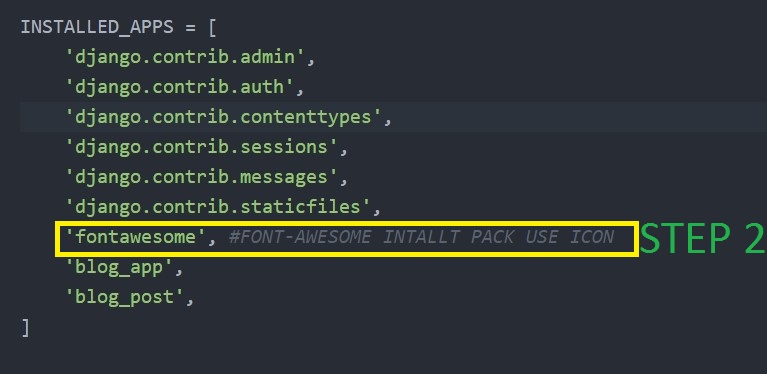 INSTALLED_APPS = [
'django.contrib.admin',
'django.contrib.auth',
'django.contrib.contenttypes',
'django.contrib.sessions',
'django.contrib.messages',
'django.contrib.staticfiles',
'fontawesome', #FONT-AWESOME INTALLT PACK USE ICON STEP 2
'blog_app',
'blog_post',
]